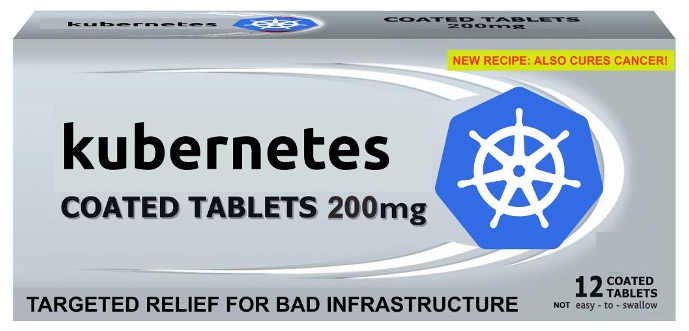 kubernetes
COATED TABLETS
200mg
NEW RECIPE: ALSO CURES CANCER!
kubernetes
COATED TABLETS 200mg
12 COATED TABLETS
NOT easy - to - swallow
TARGETED RELIEF FOR BAD INFRASTRUCTURE